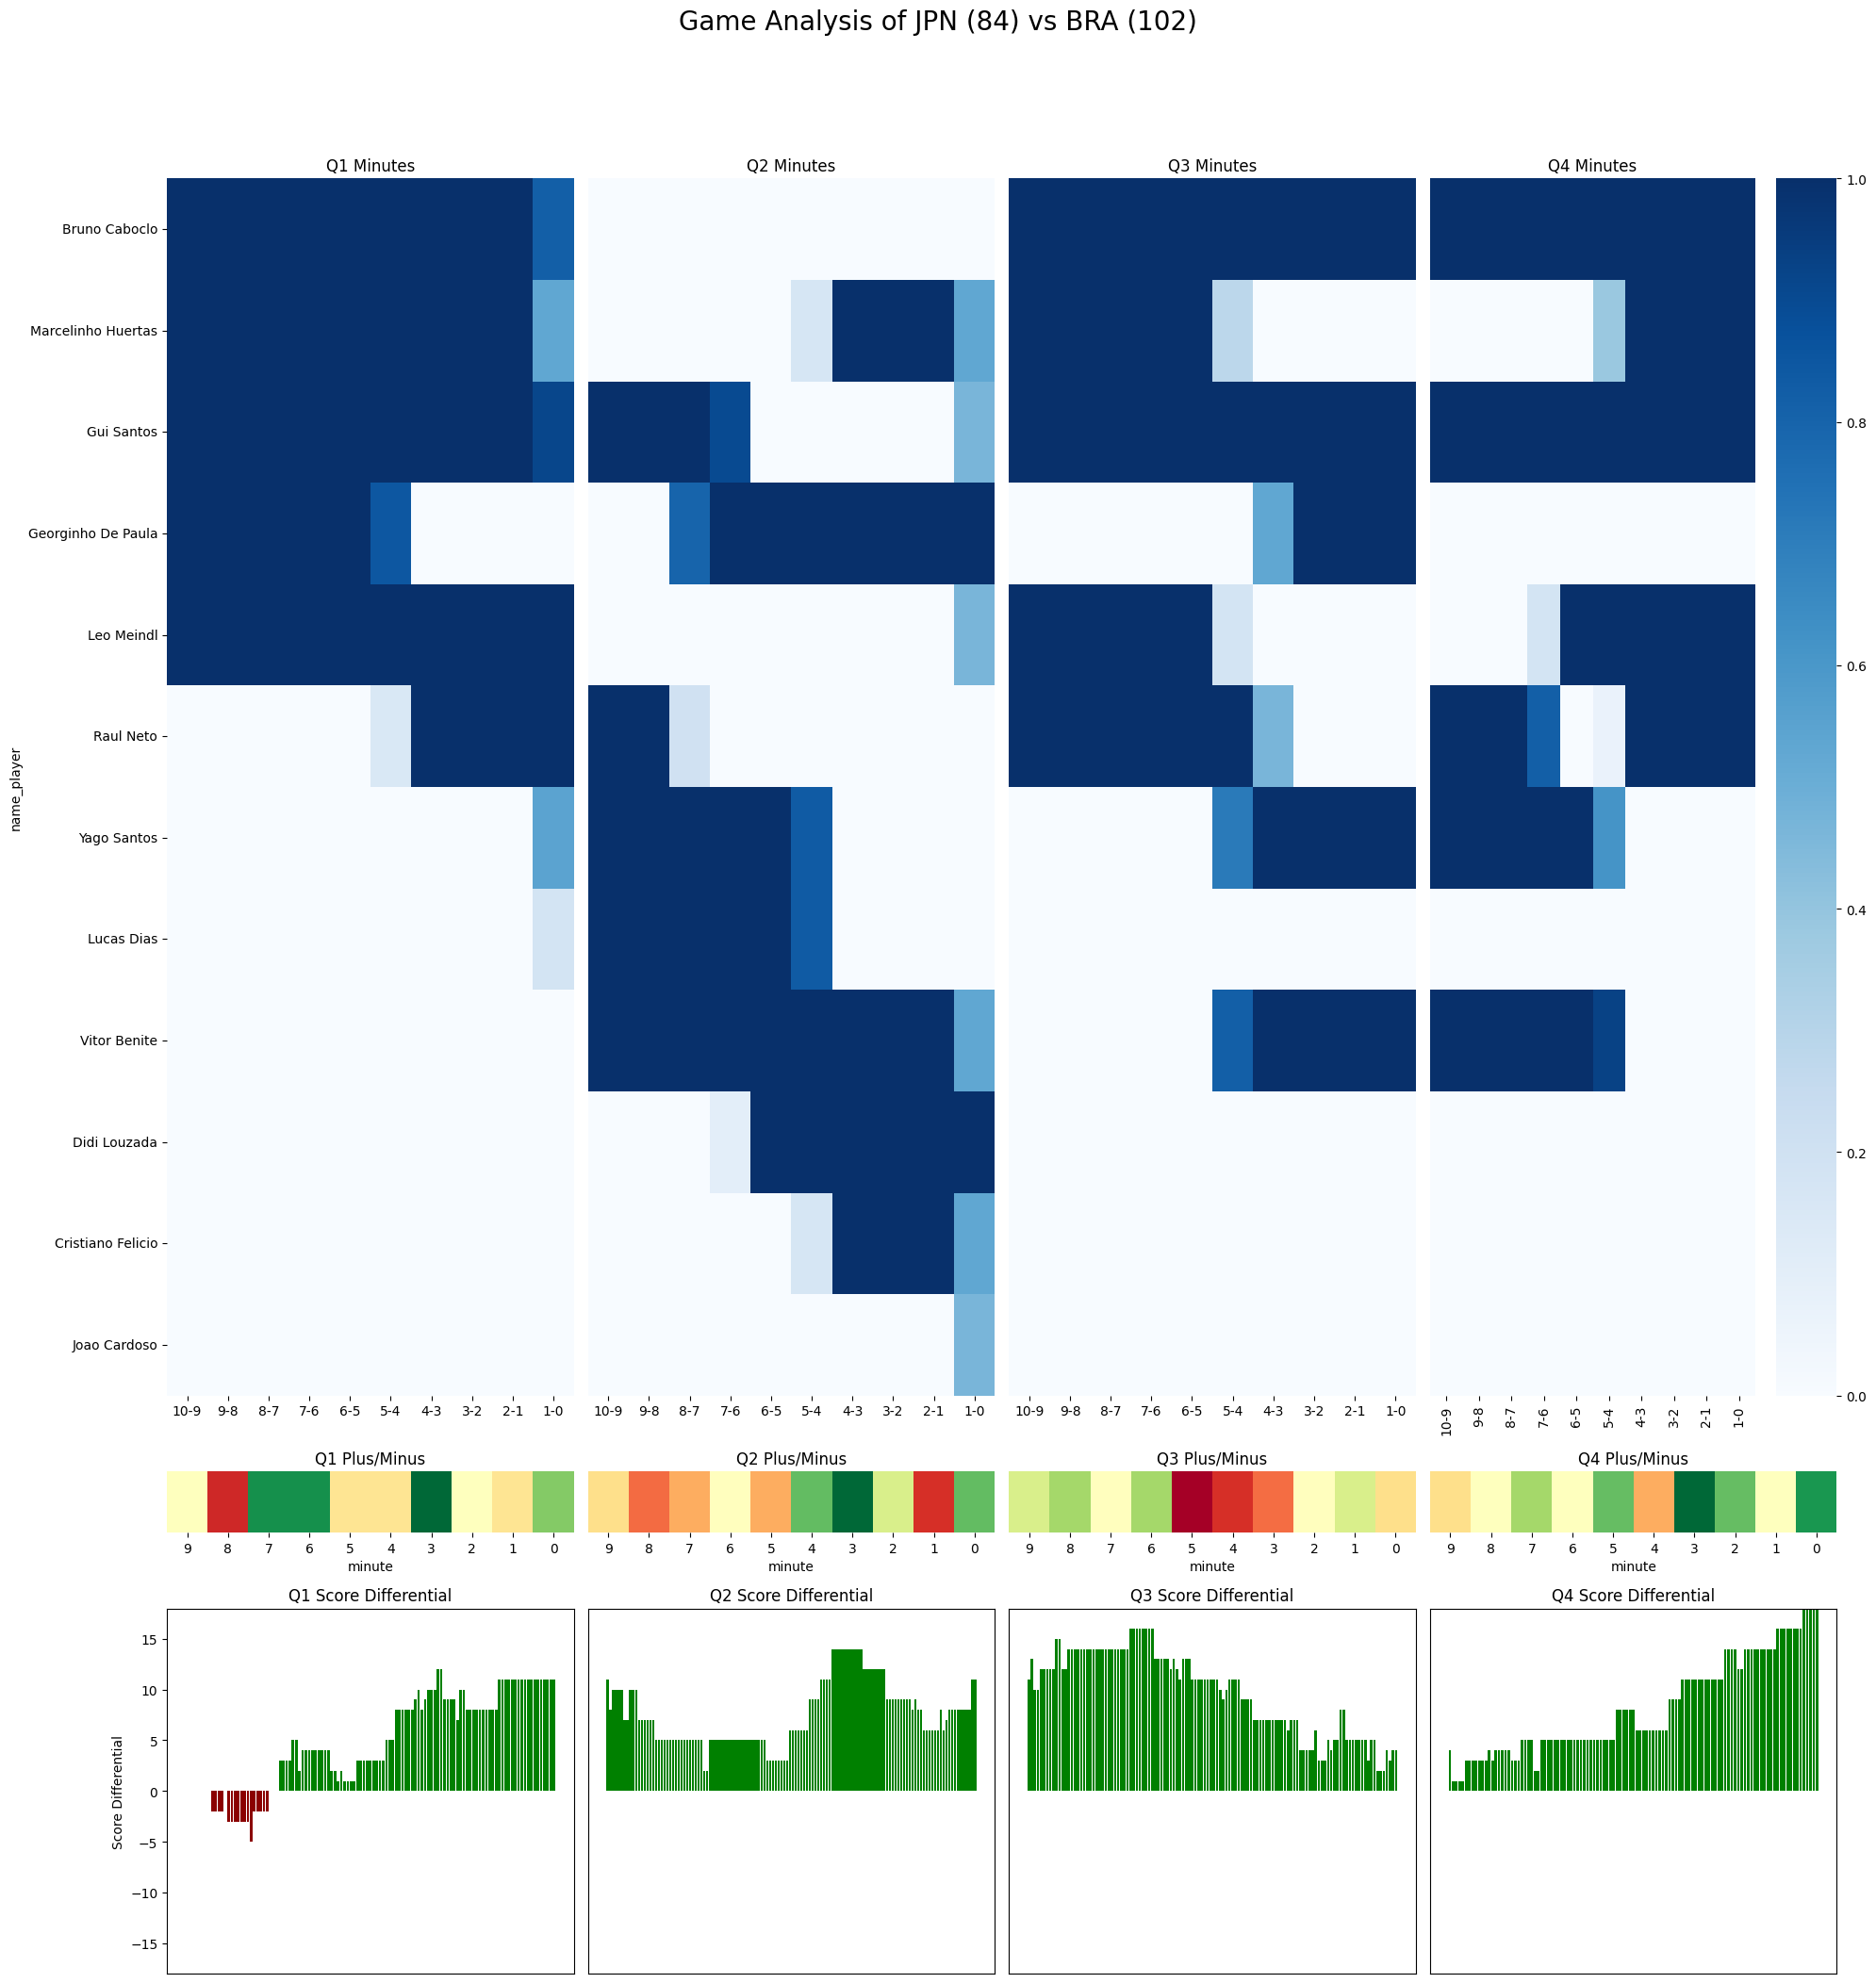 Game Analysis of JPN (84) vs BRA (102)
Q1 Minutes Q2 Minutes Q3 Minutes Q4 Minutes
name_player
Bruno Caboclo
Marcelinho Huertas
Gui Santos
Georginho De Paula
Leo Meindl
Raul Neto
Yago Santos
Lucas Dias
Vitor Benite
Didi Louzada
Cristiano Felicio
Joao Cardoso
1.0
0.8
0.6
0.4
0.2
0.0
10-9 9-8 8-7 7-6 6-5 5-4 4-3 3-2 2-1 1-0 10-9 9-8 8-7 7-6 6-5 5-4 4-3 3-2 2-1 1-0 10-9 9-8 8-7 7-6 6-5 5-4 4-3 3-2 2-1 1-0 10-9 9-8 8-7 7-6 6-5 5-4 4-3 3-2 2-1 1-0
Q1 Plus/Minus Q2 Plus/Minus Q3 Plus/Minus Q4 Plus/Minus
9 8 7 6 5 4 3 2 1 0 9 8 7 6 5 4 3 2 1 0 9 8 7 6 5 4 3 2 1 0 9 8 7 6 5 4 3 2 1 0
minute minute minute minute
Q1 Score Differential Q2 Score Differential Q3 Score Differential Q4 Score Differential
Score Differential
15
10
5
0
−5
−10
−15